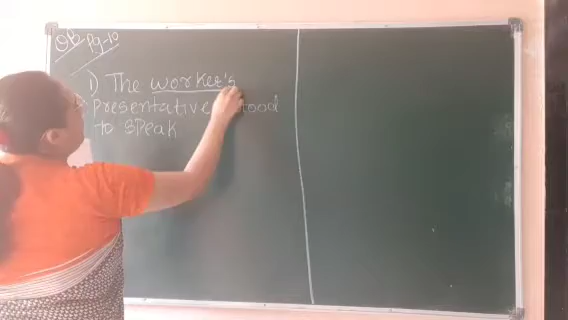 Pg-10
1) The worker's
presentative
to speak